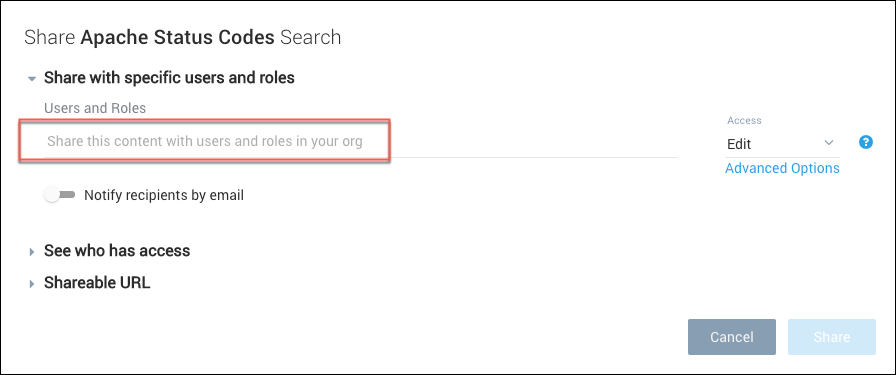 Share Apache Status Codes Search
Share with specific users and roles
Users and Roles
Share this content with users and roles in your org
Access
Edit
?
Advanced Options
Notify recipients by email
See who has access
Shareable URL
Cancel
Share